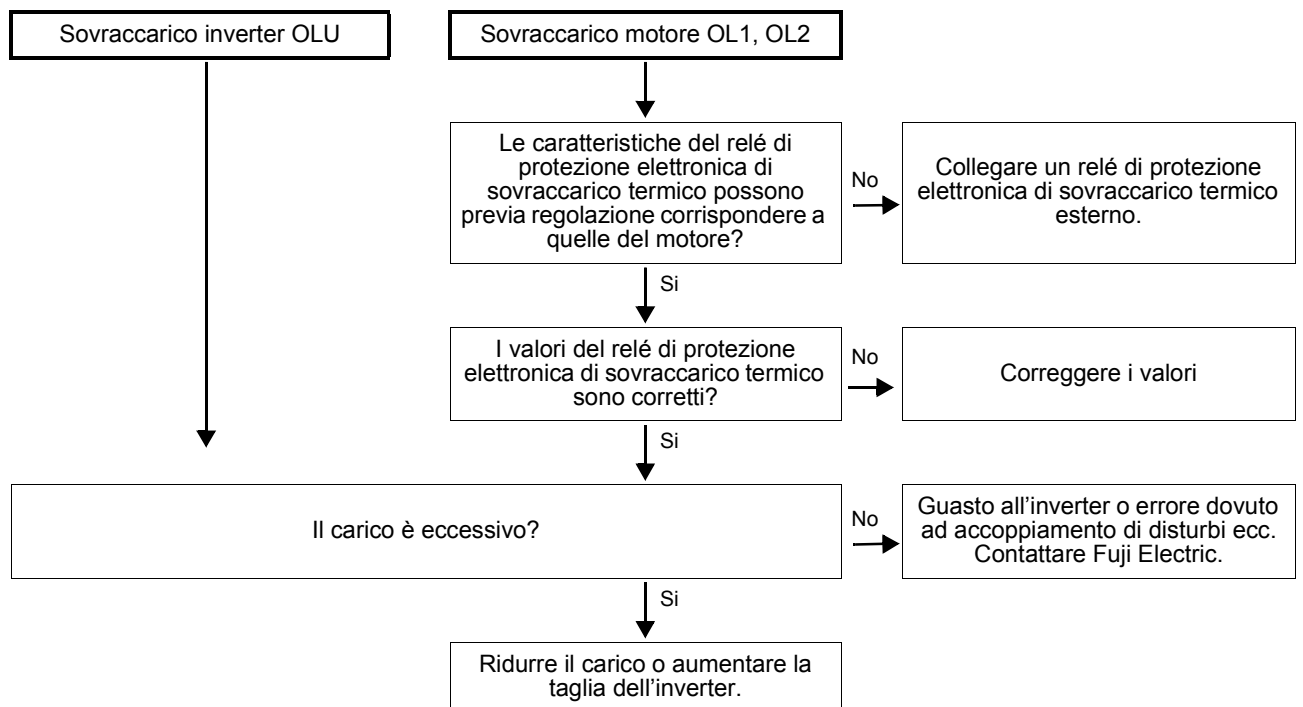 Sovraccarico inverter OLU
Sovraccarico motore OL1, OL2
Le caratteristiche del relé di
protezione elettronica di
sovraccarico termico possono
previa regolazione corrispondere a
quelle del motore?
No
Collegare un relé di protezione
elettronica di sovraccarico termico
esterno.
Si
I valori del relé di protezione
elettronica di sovraccarico termico
sono corretti?
No
Correggere i valori
Si
Il carico è eccessivo?
No
Guasto all'inverter o errore dovuto
ad accoppiamento di disturbi ecc.
Contattare Fuji Electric.
Si
Ridurre il carico o aumentare la
taglia dell'inverter.